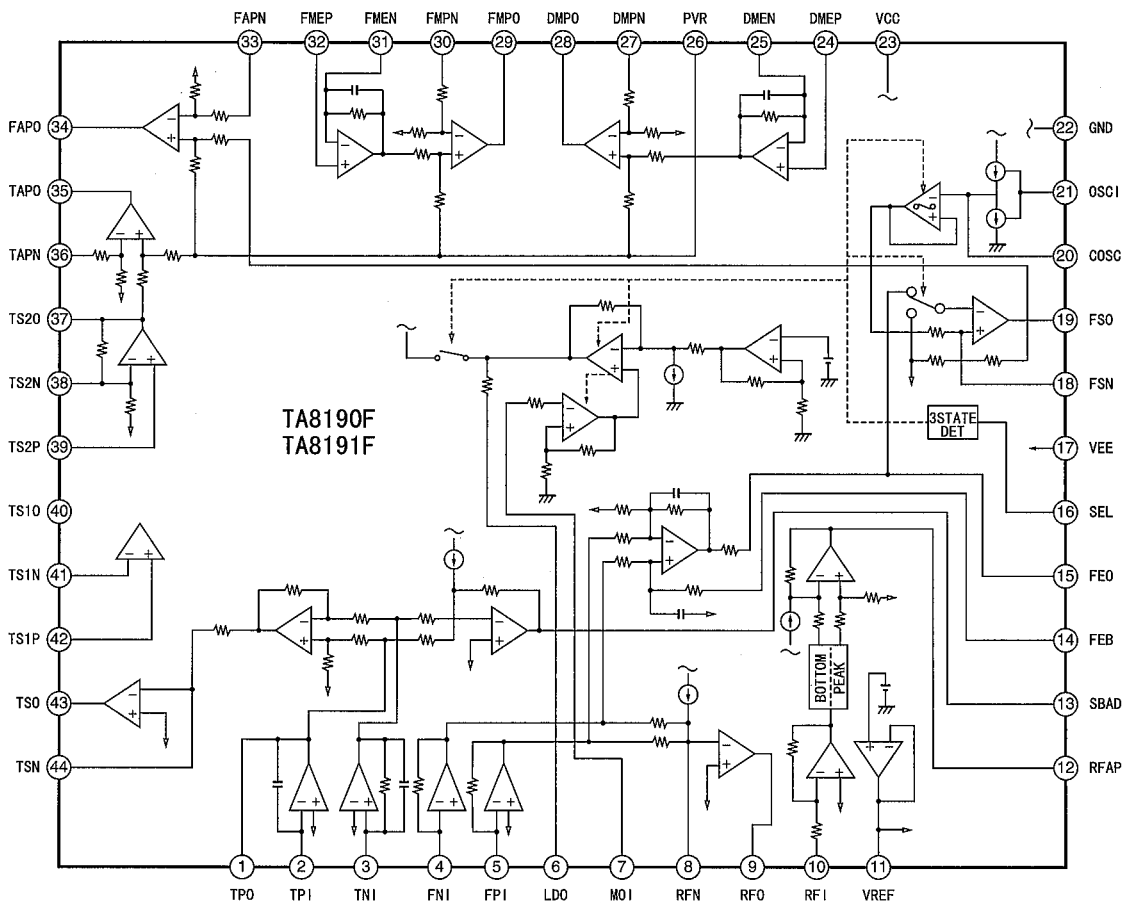 FAPN FMEP FMEN FMPN FMPO DMPO DMPN PVR DMEN DMEP VCC
33 32 31 30 29 28 27 26 25 24 23
FAPO 34
TAPO 35
TAPN 36
TS2O 37
TS2N 38
TS2P 39
TS1O 40
TS1N 41
TS1P 42
TSO 43
TSN 44
TA8190F
TA8191F
3STATE
DET
BOTTOM
PEAK
22 GND
21 OSCI
20 COSC
19 FSO
18 FSN
17 VEE
16 SEL
15 FEO
14 FEB
13 SBAD
12 RFAP
1 2 3 4 5 6 7 8 9 10 11
TPO TPI TNI FNI FPI LDO MOI RFN RFO RFI VREF